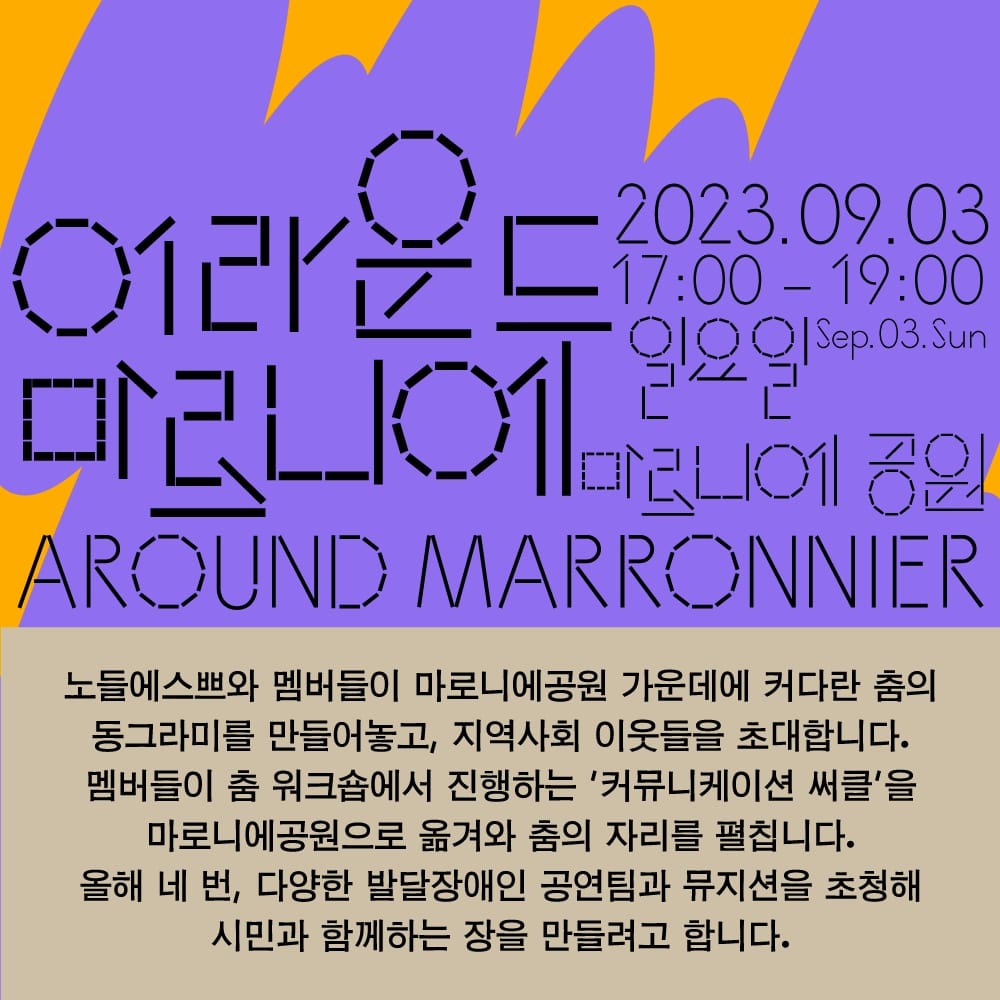 어라운드
마로니에
2023.09.03
17:00 – 19:00
일요일 Sep.03.Sun
마로니에 공원
AROUND MARRONNIER
노들에스쁘와 멤버들이 마로니에공원 가운데에 커다란 춤의
동그라미를 만들어놓고, 지역사회 이웃들을 초대합니다.
멤버들이 춤 워크숍에서 진행하는 '커뮤니케이션 써클'을
마로니에공원으로 옮겨와 춤의 자리를 펼칩니다.
올해 네 번, 다양한 발달장애인 공연팀과 뮤지션을 초청해
시민과 함께하는 장을 만들려고 합니다.